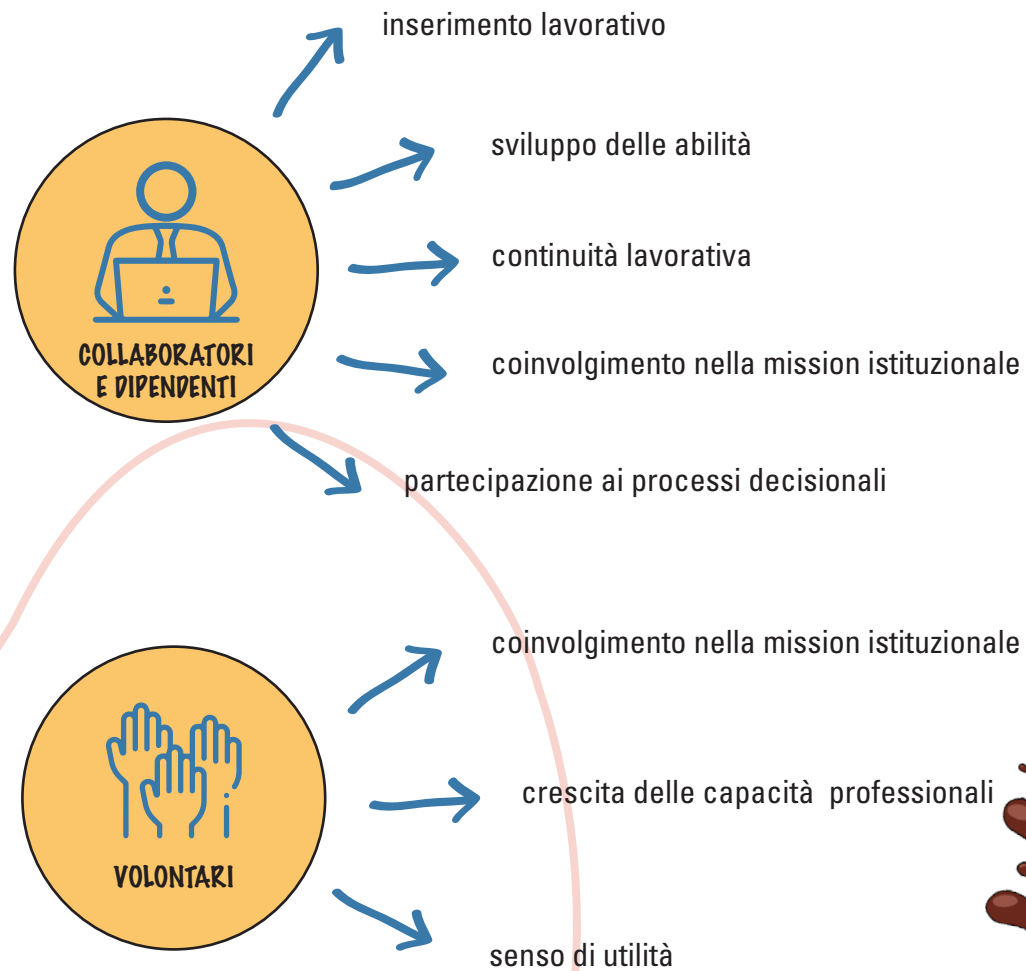 inserimento lavorativo
sviluppo delle abilità
continuità lavorativa
COLLABORATORI
E DIPENDENTI
coinvolgimento nella mission istituzionale
partecipazione ai processi decisionali
coinvolgimento nella mission istituzionale
crescita delle capacità professionali
VOLONTARI
senso di utilità